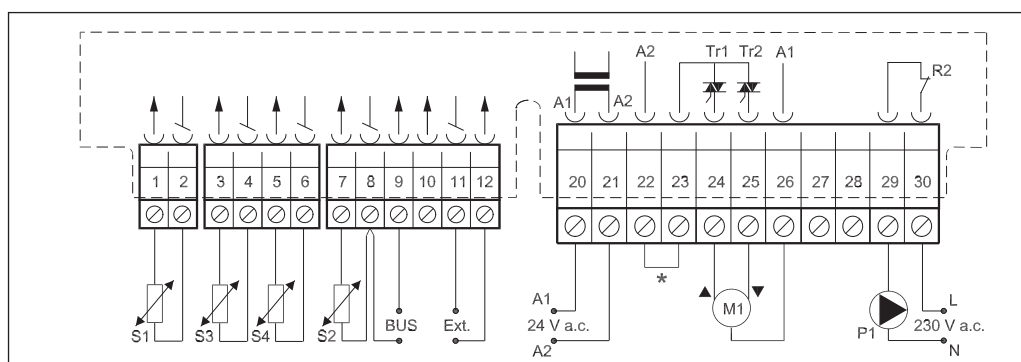 A2 Tr1 Tr2 A1
R2
A1 A2
1 2 3 4 5 6 7 8 9 10 11 12
20 21 22 23 24 25 26 27 28 29 30
*
A1 M1 L
S1 S3 S4 S2 BUS Ext. 24 V a.c. P1 230 V a.c.
A2 N